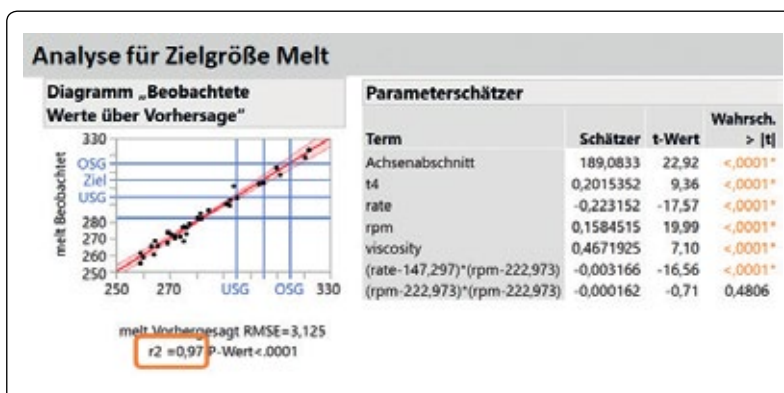 Analyse für Zielgröße Melt
Diagramm „Beobachtete
Werte über Vorhersage"
330
OSG
Ziel
USG
280
270
260
250
melt Beobachtet
250 270 USG OSG 330
melt Vorhergesagt RMSE=3,125
r2 =0,97 P-Wert<.0001
Parameterschätzer
Term Schätzer t-Wert Wahrsch. > |t|
Achsenabschnitt 189,0833 22,92 <,0001*
t4 0,2015352 9,36 <,0001*
rate -0,223152 -17,57 <,0001*
rpm 0,1584515 19,99 <,0001*
viscosity 0,4671925 7,10 <,0001*
(rate-147,297)*(rpm-222,973) -0,003166 -16,56 <,0001*
(rpm-222,973)*(rpm-222,973) -0,000162 -0,71 0,4806